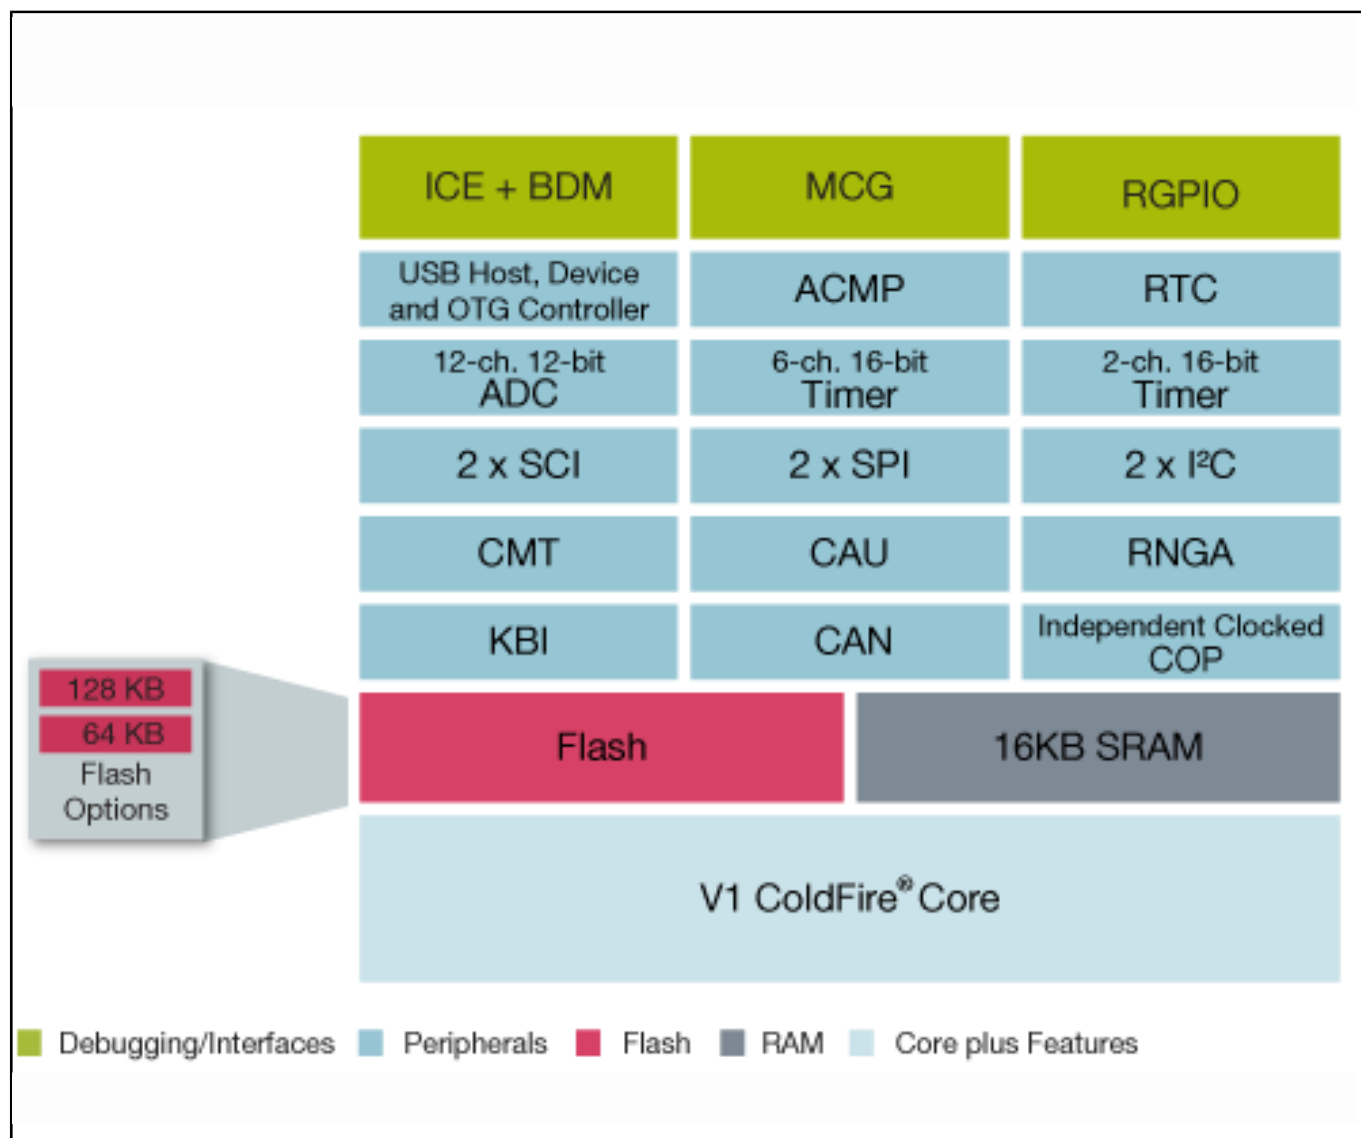 ICE + BDM
MCG
RGPIO
USB Host, Device
and OTG Controller
ACMP
RTC
12-ch. 12-bit
ADC
6-ch. 16-bit
Timer
2-ch. 16-bit
Timer
2 x SCI
2 x SPI
2 x I²C
CMT
CAU
RNGA
KBI
CAN
Independent Clocked
COP
128 KB
64 KB
Flash
Options
Flash
16KB SRAM
V1 ColdFire® Core
Debugging/Interfaces
Peripherals
Flash
RAM
Core plus Features